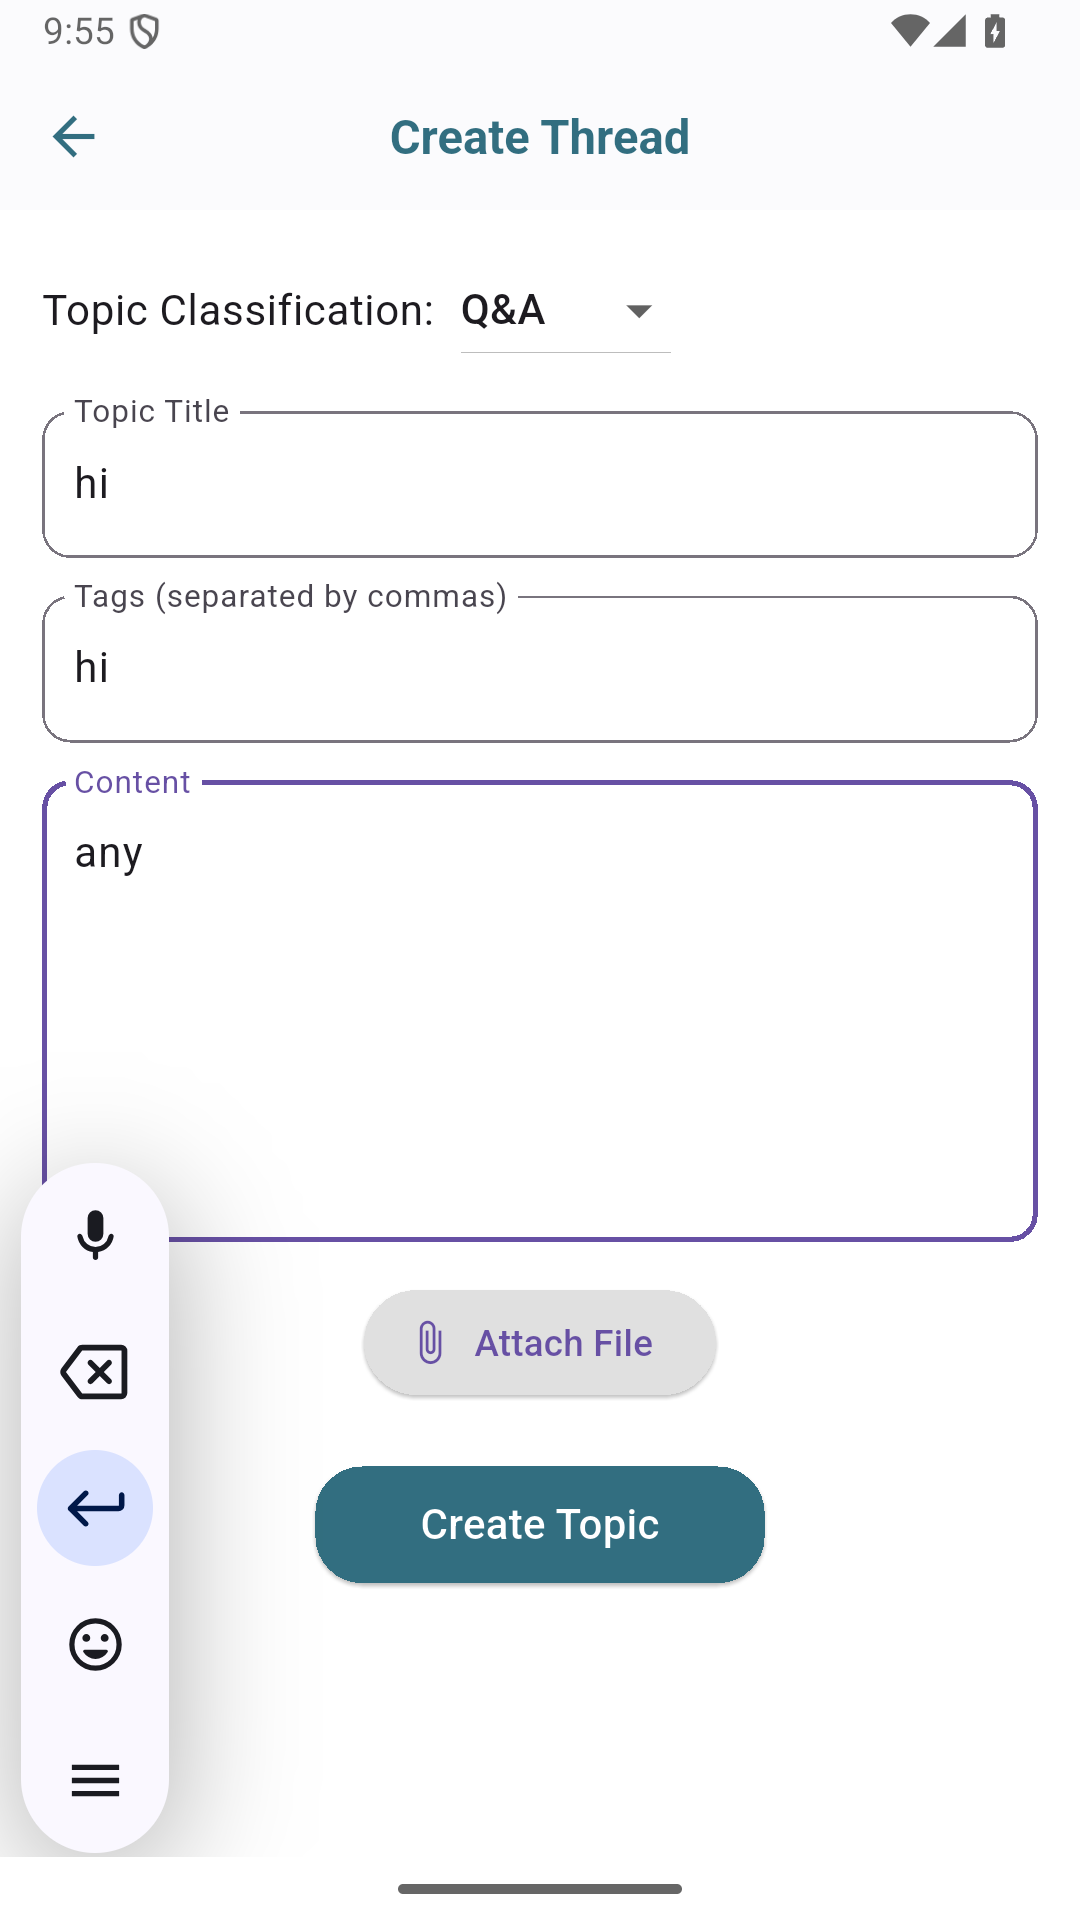 9:55
Create Thread
Topic Classification: Q&A
Topic Title
hi
Tags (separated by commas)
hi
Content
any
Attach File
Create Topic